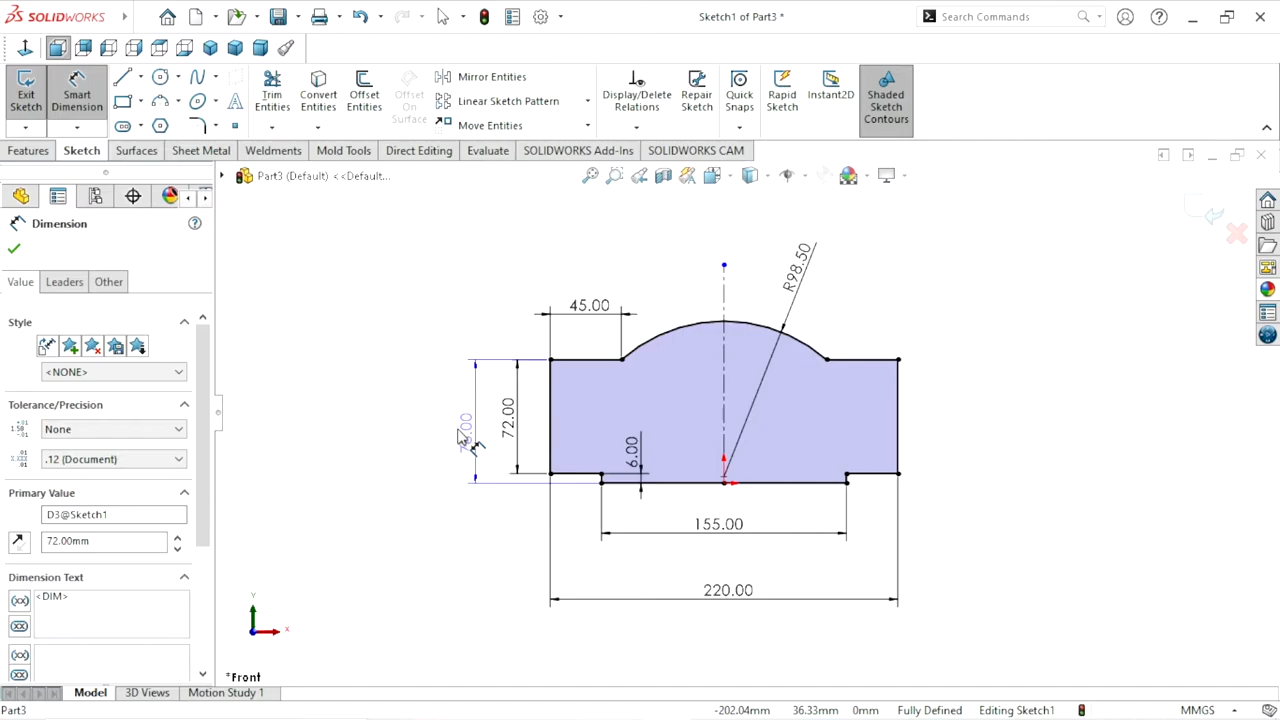 SOLIDWORKS
Sketch1 of Part3 *
Search Commands
Exit Sketch
Smart Dimension
Trim Entities
Convert Entities
Offset Entities
Offset On Surface
Mirror Entities
Linear Sketch Pattern
Move Entities
Display/Delete Relations
Repair Sketch
Quick Snaps
Rapid Sketch
Instant2D
Shaded Sketch Contours
Features Sketch Surfaces Sheet Metal Weldments Mold Tools Direct Editing Evaluate SOLIDWORKS Add-Ins SOLIDWORKS CAM
Part3 (Default) <<Default...
Dimension
Value Leaders Other
Style
<NONE>
Tolerance/Precision
None
.12 (Document)
Primary Value
D3@Sketch1
72.00mm
Dimension Text
<DIM>
R98.50
45.00
72.00
6.00
155.00
220.00
Y
X
*Front
Model 3D Views Motion Study 1
Part3
-202.04mm 36.33mm 0mm Fully Defined Editing Sketch1 MMGS